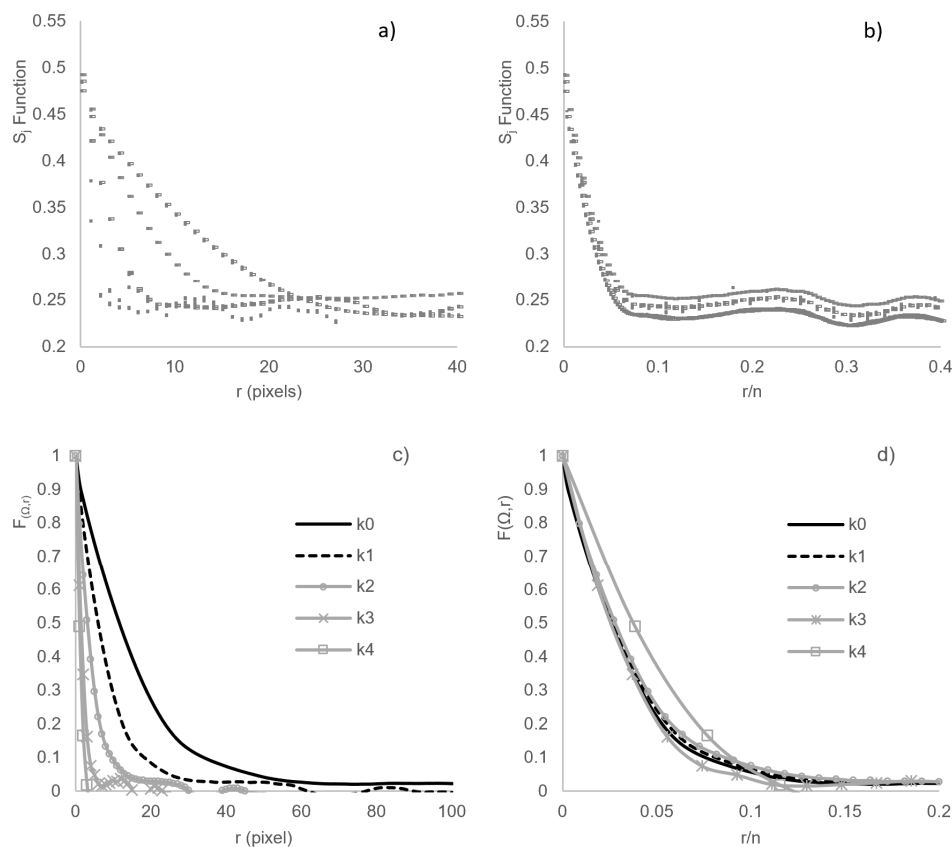 a)
S_j Function
0.55
0.5
0.45
0.4
0.35
0.3
0.25
0.2
0 10 20 30 40
r (pixels)
b)
S_j Function
0.55
0.5
0.45
0.4
0.35
0.3
0.25
0.2
0 0.1 0.2 0.3 0.4
r/n
c)
F(Ω,r)
1
0.9
0.8
0.7
0.6
0.5
0.4
0.3
0.2
0.1
0
k0
k1
k2
k3
k4
0 20 40 60 80 100
r (pixel)
d)
F(Ω,r)
1
0.9
0.8
0.7
0.6
0.5
0.4
0.3
0.2
0.1
0
k0
k1
k2
k3
k4
0 0.05 0.1 0.15 0.2
r/n